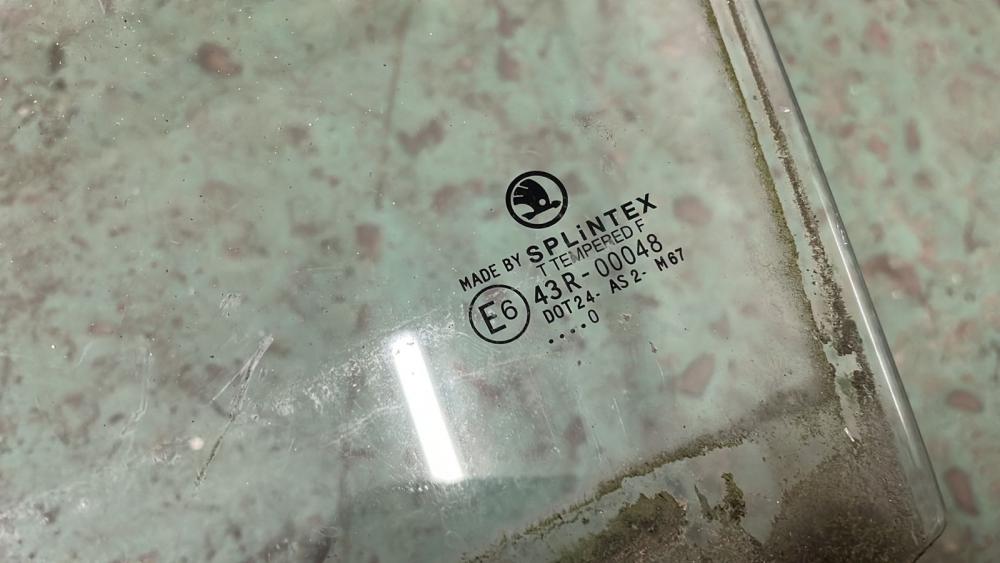 MADE BY SPLiNTEX
T TEMPERED F
E6 43R-00048
DOT24- AS2- M67
....0